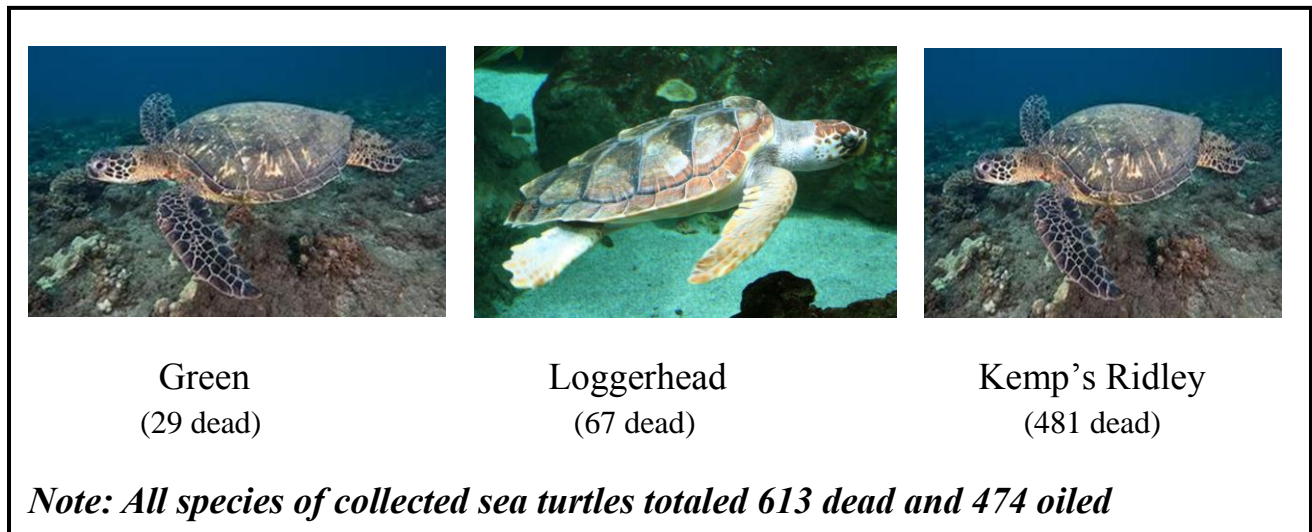 Green Loggerhead Kemp’s Ridley
(29 dead) (67 dead) (481 dead)
Note: All species of collected sea turtles totaled 613 dead and 474 oiled